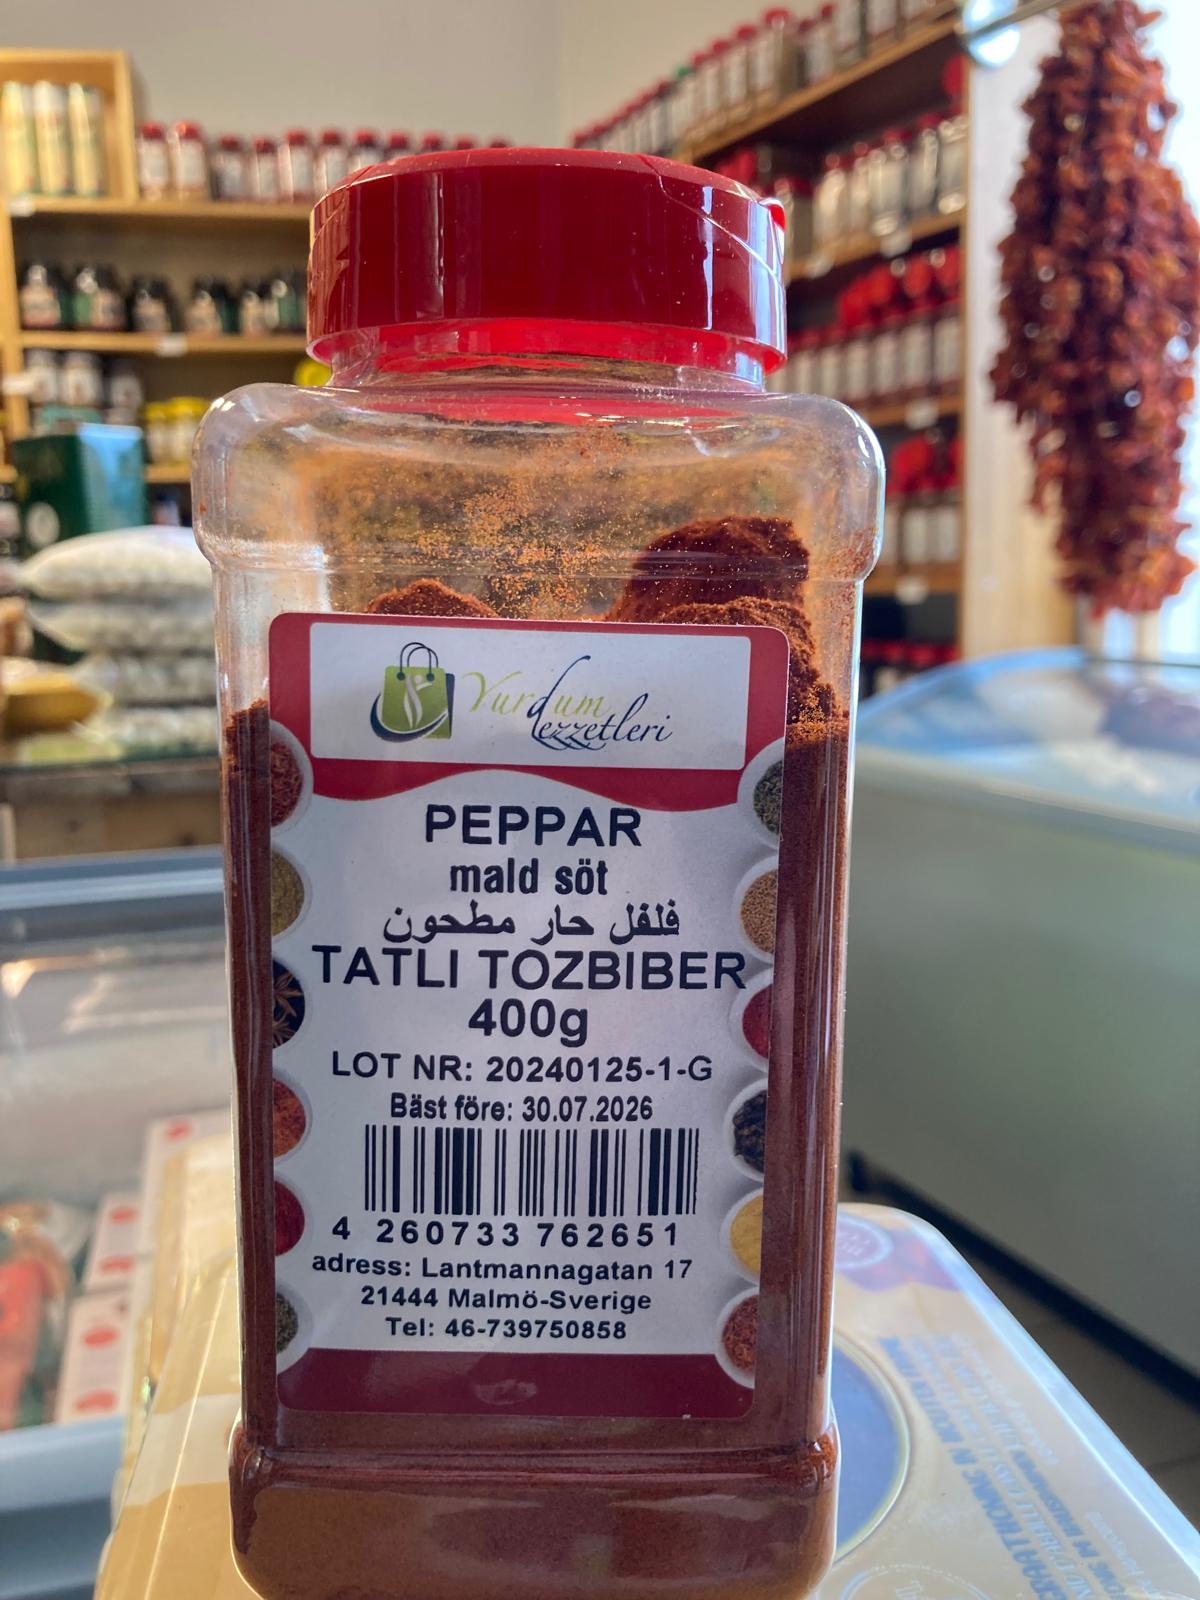 Yurdum
Lezzetleri
PEPPAR
mald söt
فلفل حار مطحون
TATLI TOZBIBER
400g
LOT NR: 20240125-1-G
Bäst före: 30.07.2026
4 260733 762651
adress: Lantmannagatan 17
21444 Malmö-Sverige
Tel: 46-739750858